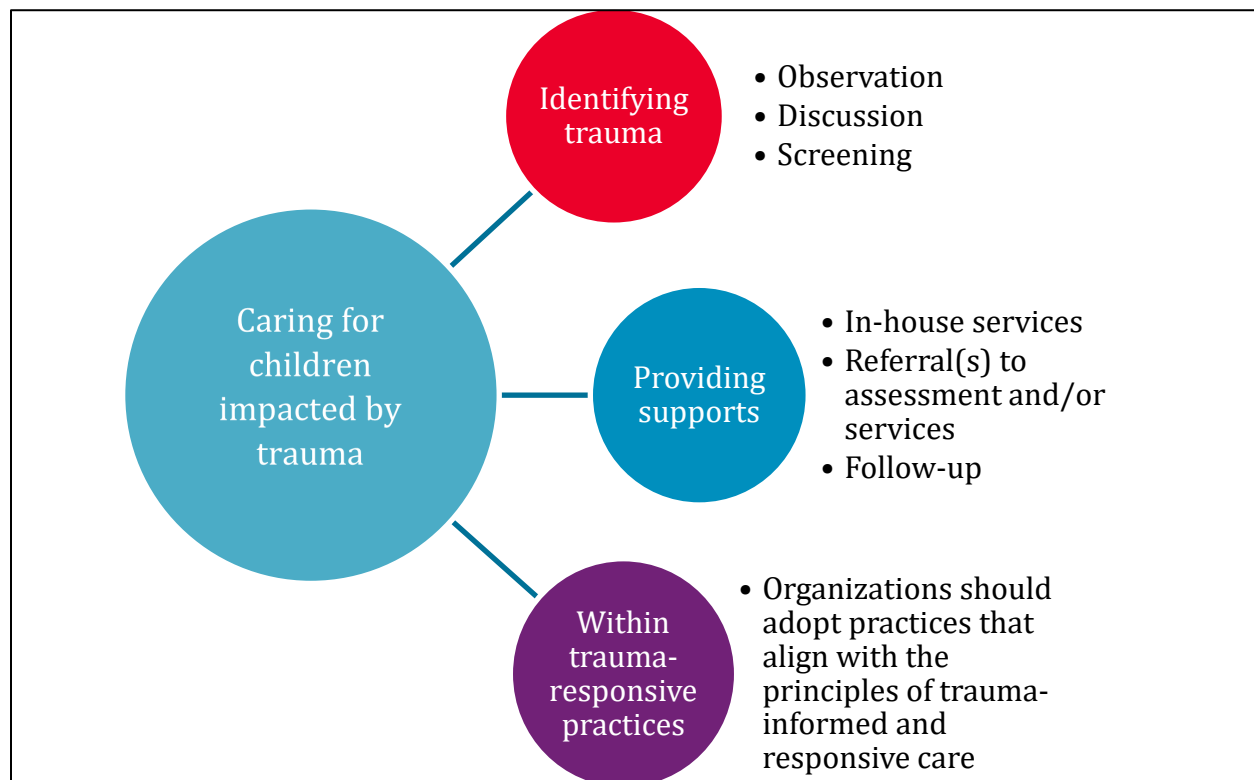 Identifying
trauma
• Observation
• Discussion
• Screening
Caring for
children
impacted by
trauma
Providing
supports
• In-house services
• Referral(s) to
assessment and/or
services
• Follow-up
Within
trauma-
responsive
practices
• Organizations should
adopt practices that
align with the
principles of trauma-
informed and
responsive care